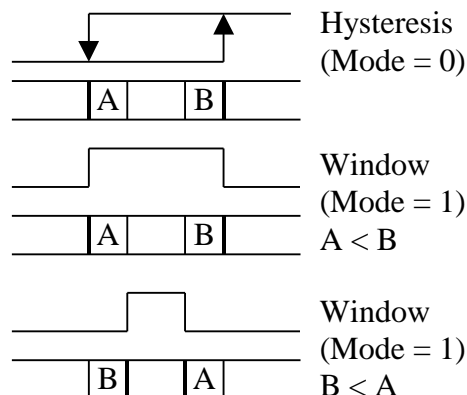 Hysteresis
(Mode = 0)
A B
Window
(Mode = 1)
A B
A < B
Window
(Mode = 1)
B A
B < A